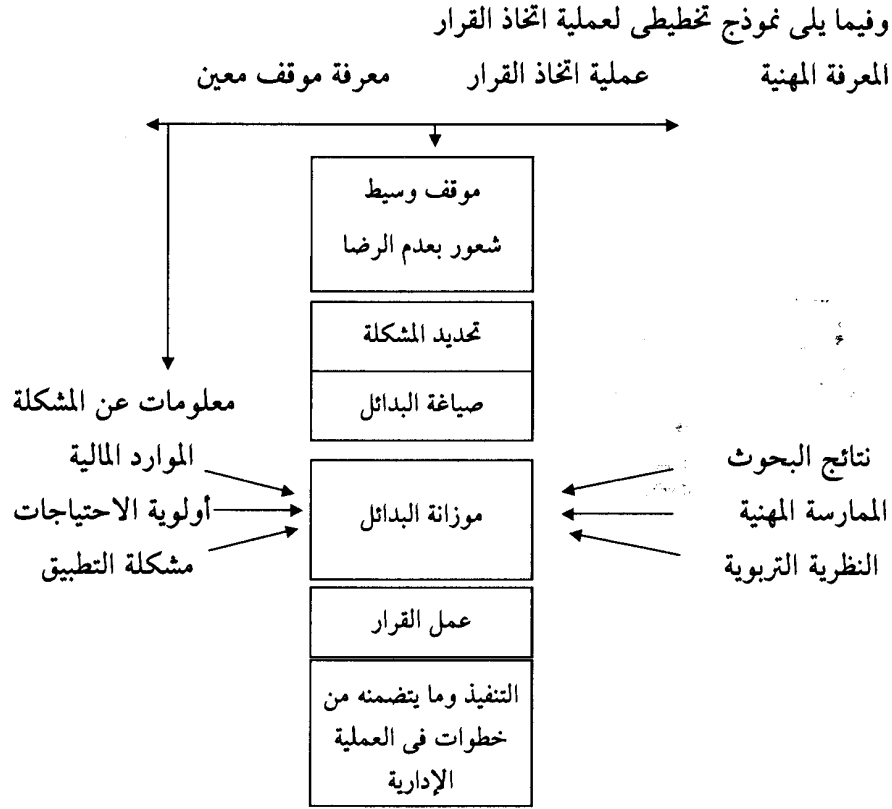 وفيما يلى نموذج تخطيطى لعملية اتخاذ القرار
المعرفة المهنية عملية اتخاذ القرار معرفة موقف معين
موقف وسيط
شعور بعدم الرضا
تحديد المشكلة
صياغة البدائل
نتائج البحوث
الممارسة المهنية
النظرية التربوية
موزانة البدائل
معلومات عن المشكلة
الموارد المالية
أولوية الاحتياجات
مشكلة التطبيق
عمل القرار
التنفيذ وما يتضمنه من
خطوات فى العملية
الإدارية